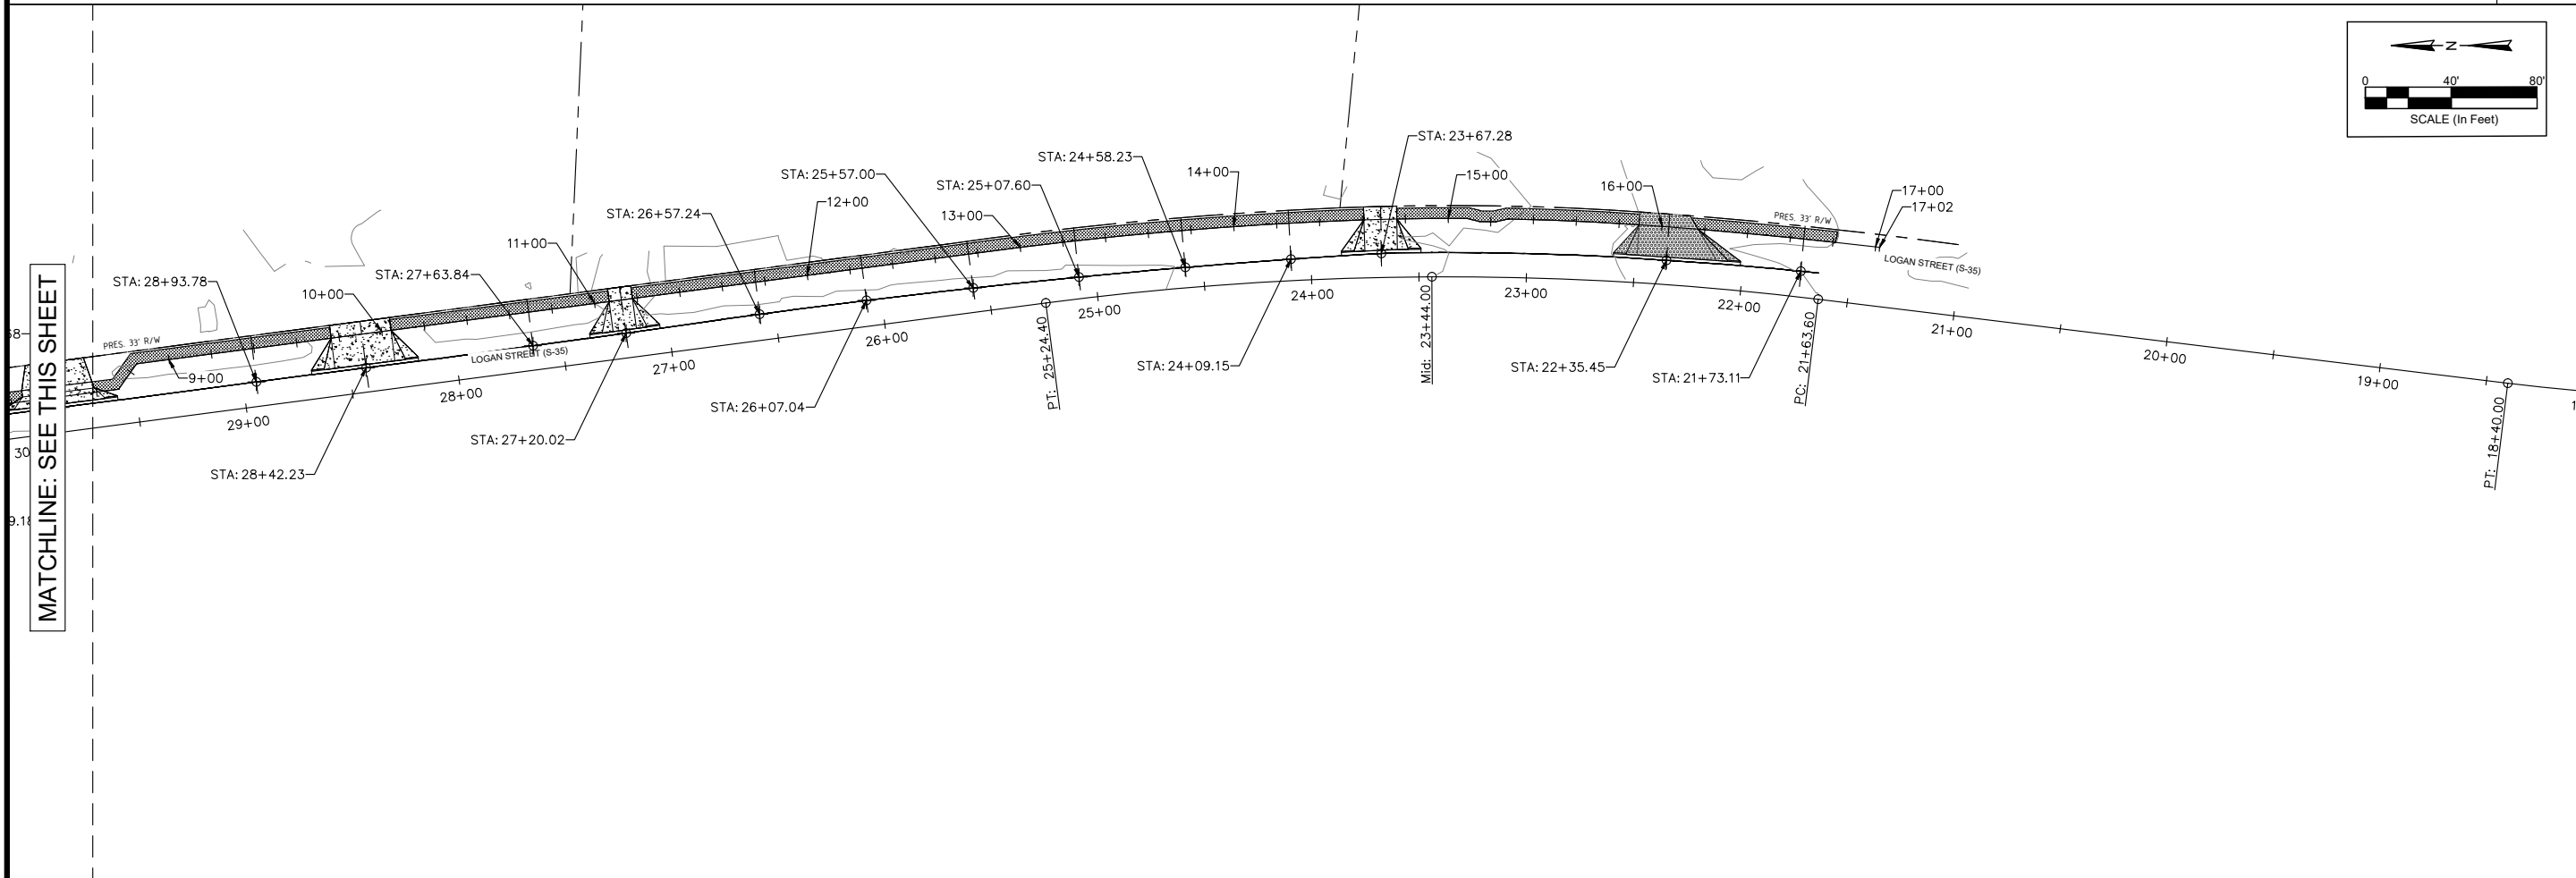 N
0 40' 80'
SCALE (In Feet)
STA: 23+67.28
STA: 24+58.23
STA: 25+57.00
14+00
15+00
STA: 25+07.60
16+00
17+00
17+02
STA: 26+57.24
12+00
13+00
PRES. 33' R/W
11+00
LOGAN STREET (S-35)
STA: 27+63.84
STA: 28+93.78
10+00
PRES. 33' R/W
LOGAN STREET (S-35)
9+00
MATCHLINE: SEE THIS SHEET
30
29+00
28+00
27+00
26+00
25+00
24+00
23+00
22+00
21+00
20+00
19+00
PT: 25+24.40
Mid: 23+44.00
PC: 21+63.60
PT: 18+40.00
STA: 24+09.15
STA: 22+35.45
STA: 21+73.11
STA: 26+07.04
STA: 27+20.02
STA: 28+42.23
9.18